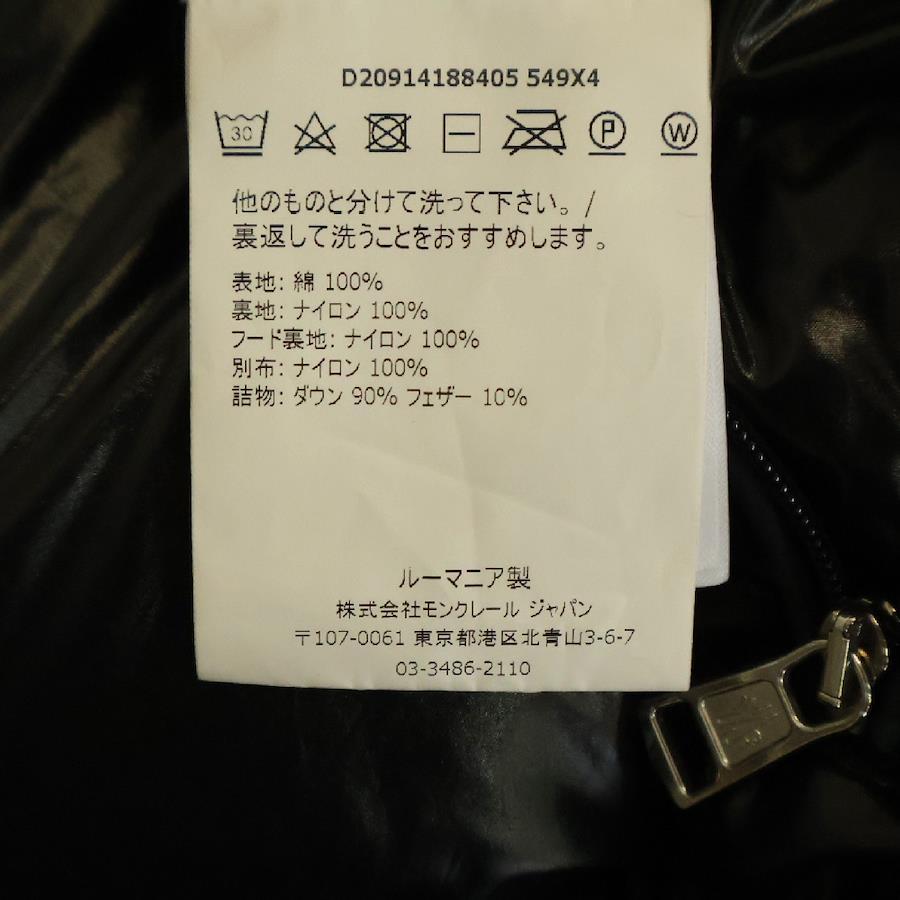 D20914188405 549X4
30 P W
他のものと分けて洗って下さい。/
裏返して洗うことをおすすめします。
表地: 綿 100%
裏地: ナイロン 100%
フード裏地: ナイロン 100%
別布: ナイロン 100%
詰物: ダウン 90% フェザー 10%
ルーマニア製
株式会社モンクレール ジャパン
〒107-0061 東京都港区北青山3-6-7
03-3486-2110